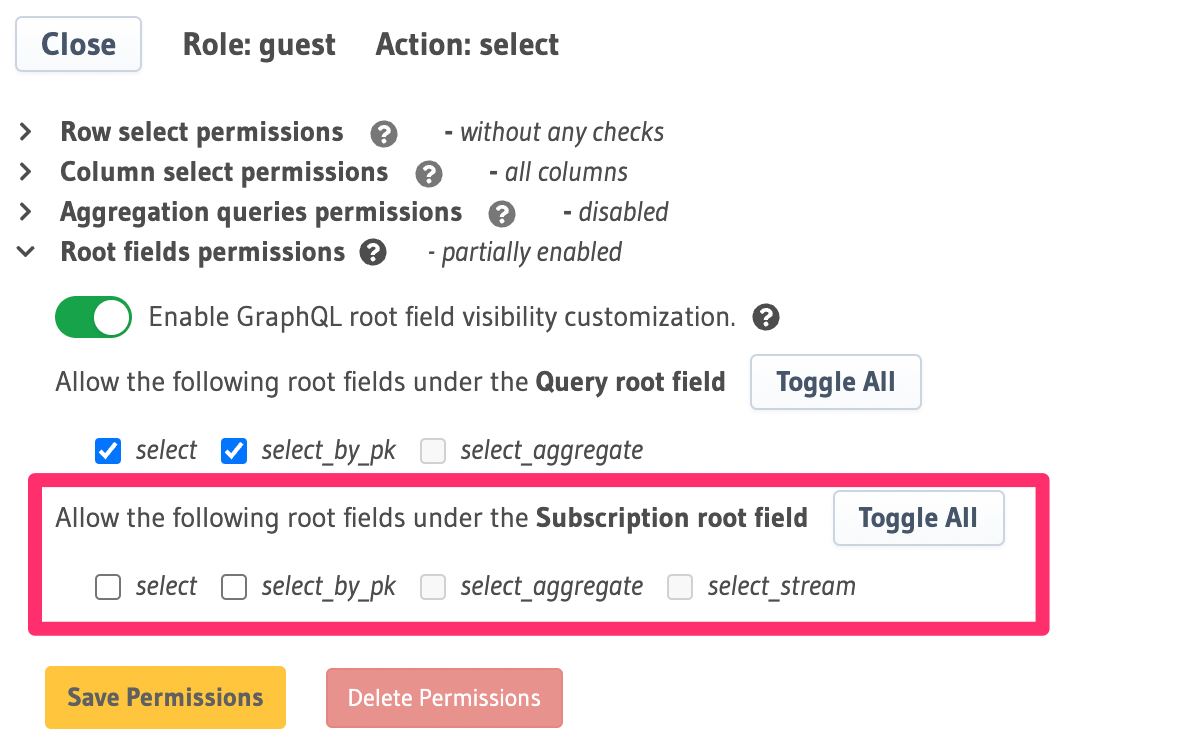 Close Role: guest Action: select
Row select permissions ? - without any checks
Column select permissions ? - all columns
Aggregation queries permissions ? - disabled
Root fields permissions ? - partially enabled
Enable GraphQL root field visibility customization. ?
Allow the following root fields under the Query root field Toggle All
select select_by_pk select_aggregate
Allow the following root fields under the Subscription root field Toggle All
select select_by_pk select_aggregate select_stream
Save Permissions Delete Permissions